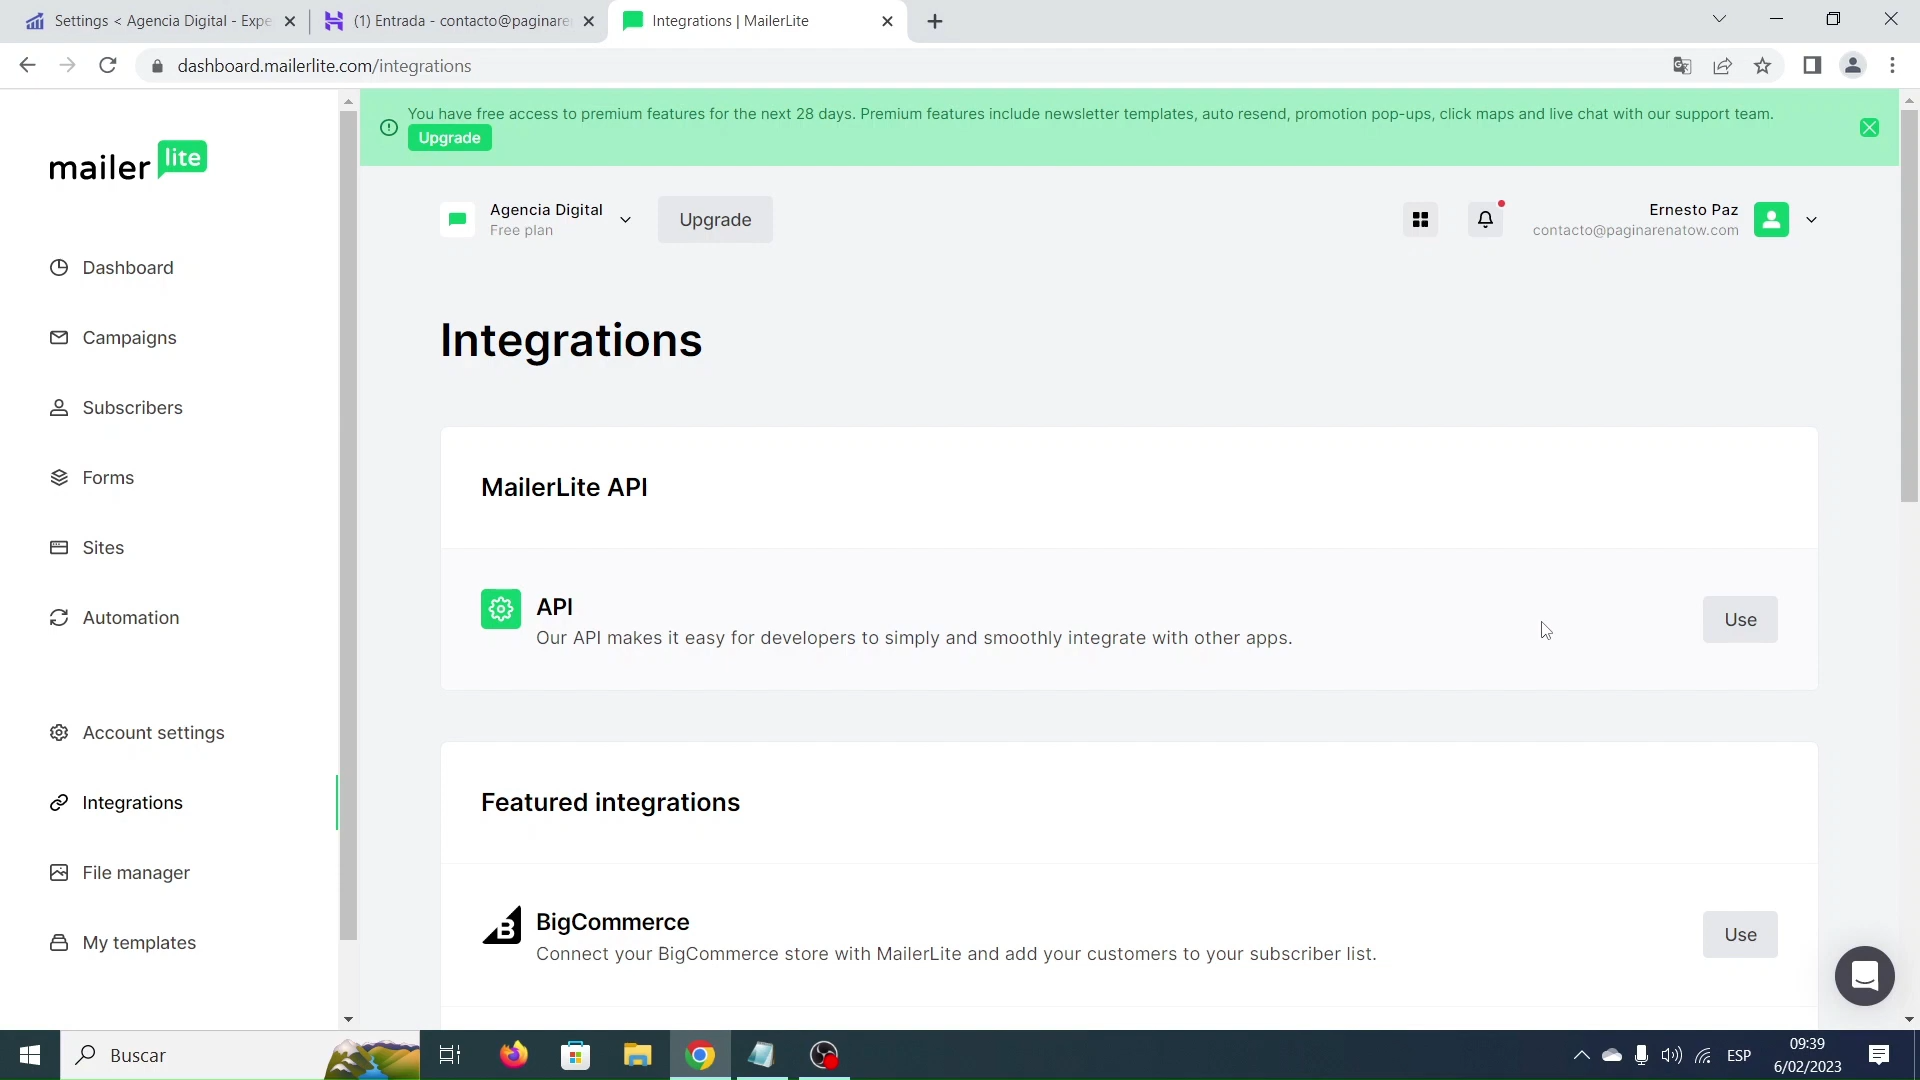 Settings < Agencia Digital - Expe
(1) Entrada - contacto@paginare
Integrations | MailerLite
dashboard.mailerlite.com/integrations
You have free access to premium features for the next 28 days. Premium features include newsletter templates, auto resend, promotion pop-ups, click maps and live chat with our support team.
Upgrade
mailer lite
Agencia Digital
Free plan
Upgrade
Ernesto Paz
contacto@paginarenatow.com
Dashboard
Campaigns
Subscribers
Forms
Sites
Automation
Account settings
Integrations
File manager
My templates
Integrations
MailerLite API
API
Our API makes it easy for developers to simply and smoothly integrate with other apps.
Use
Featured integrations
B
BigCommerce
Connect your BigCommerce store with MailerLite and add your customers to your subscriber list.
Use
Buscar
ESP
09:39
6/02/2023